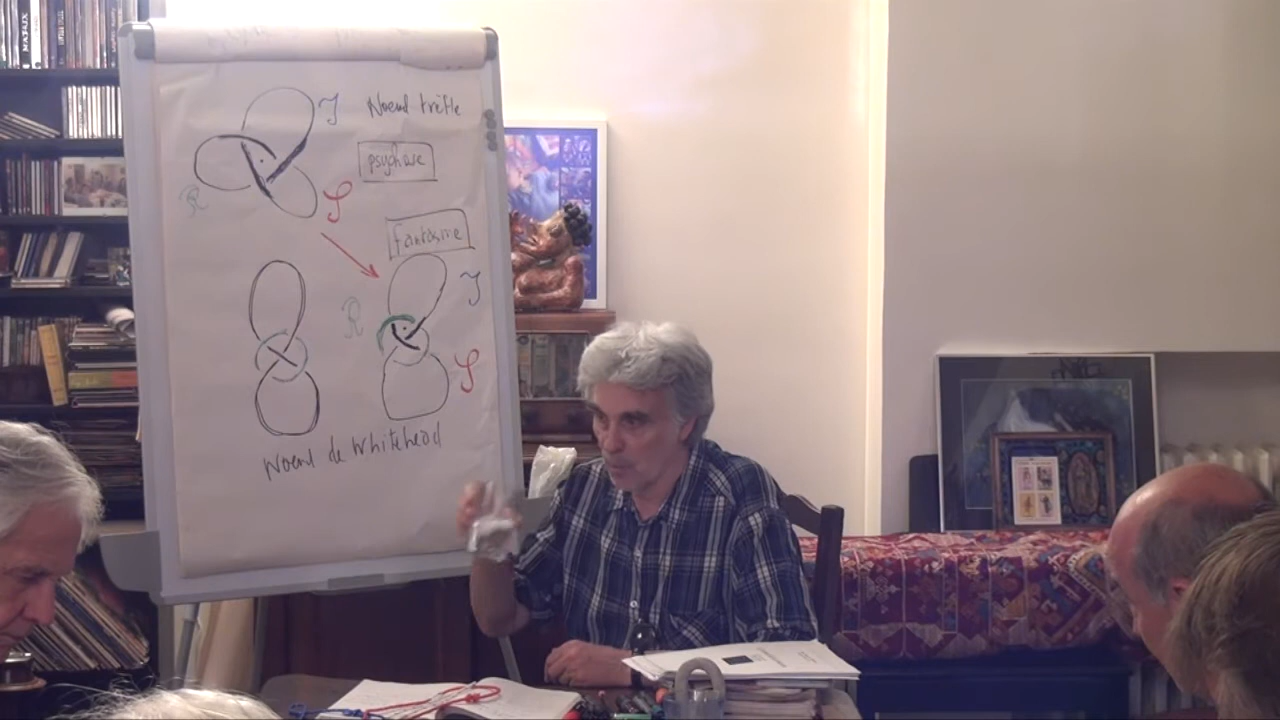 J Noeud trèfle
psychose
R
S
fantasme
J
R
S
Noeud de Whitehead